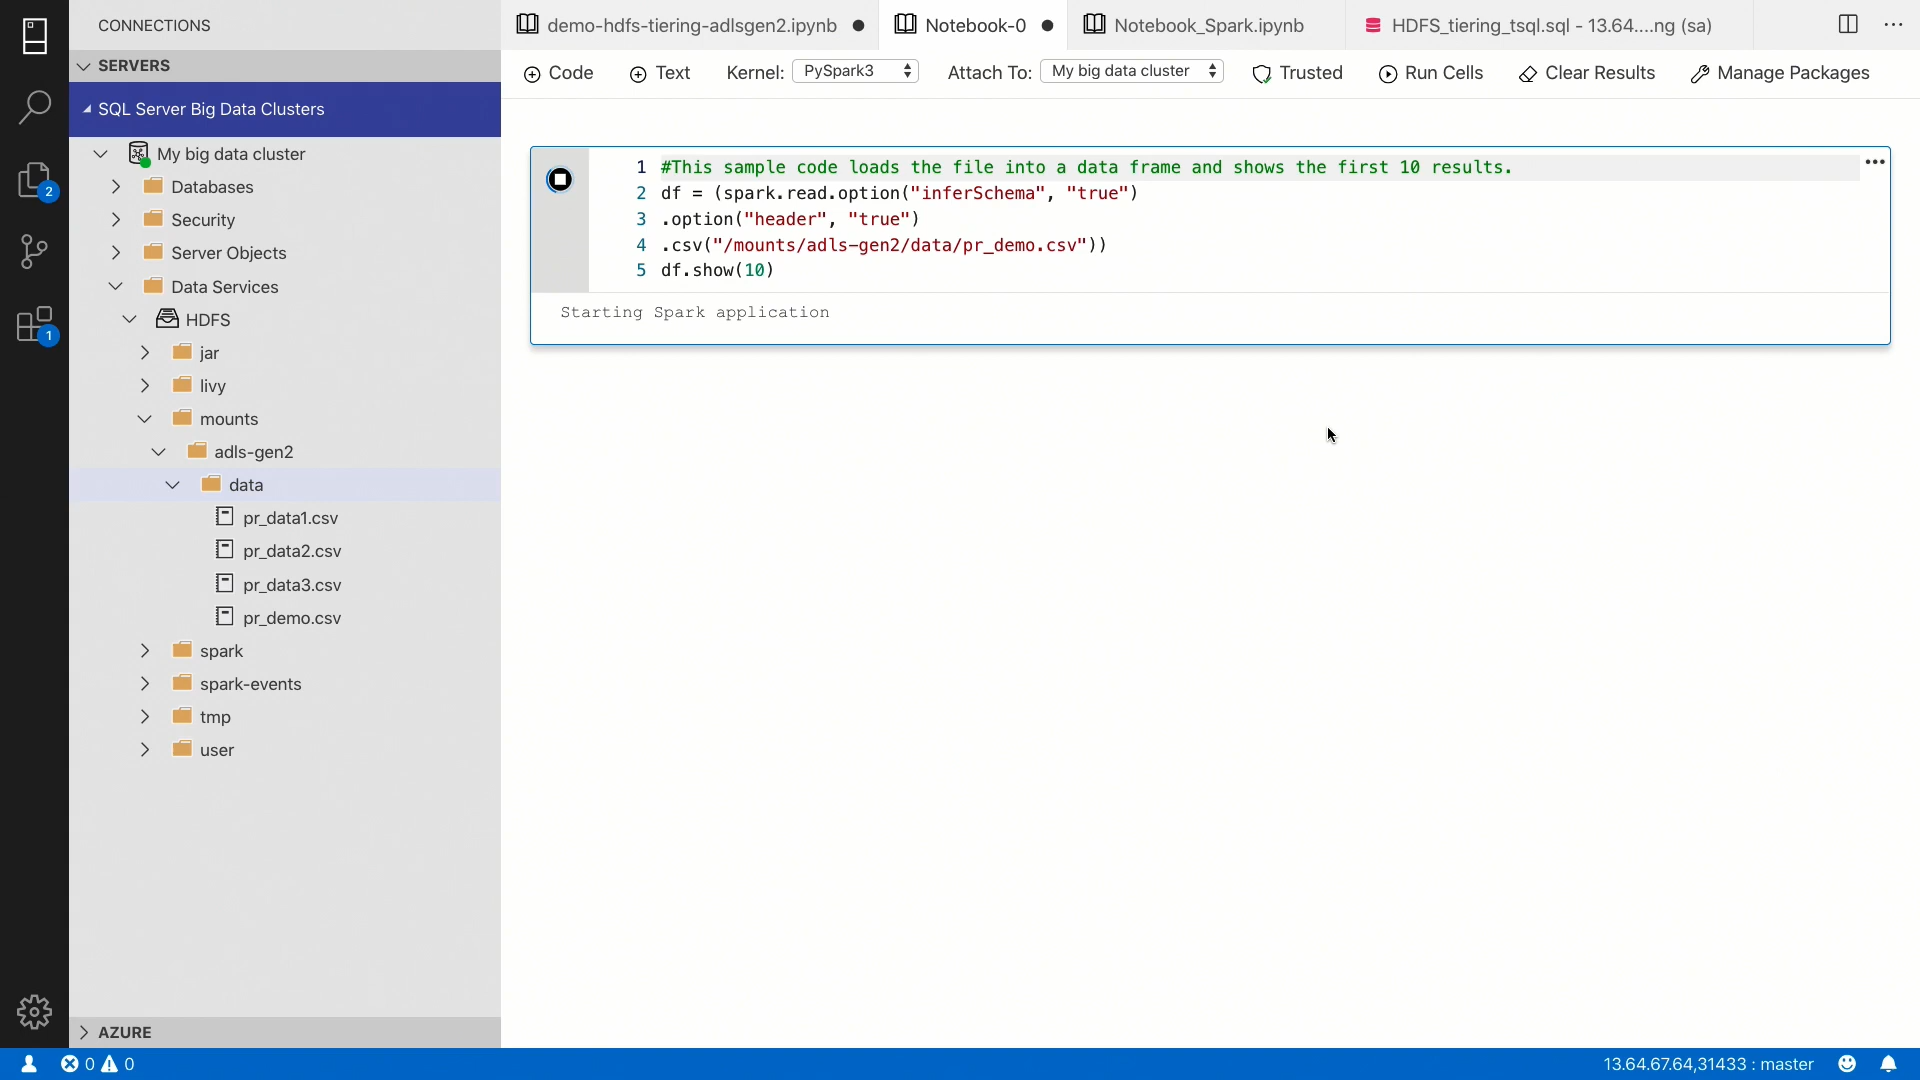 CONNECTIONS
SERVERS
SQL Server Big Data Clusters
My big data cluster
Databases
Security
Server Objects
Data Services
HDFS
jar
livy
mounts
adls-gen2
data
pr_data1.csv
pr_data2.csv
pr_data3.csv
pr_demo.csv
spark
spark-events
tmp
user
AZURE
2
1
demo-hdfs-tiering-adlsgen2.ipynb
Notebook-0
Notebook_Spark.ipynb
HDFS_tiering_tsql.sql - 13.64....ng (sa)
Code Text Kernel: PySpark3 Attach To: My big data cluster Trusted Run Cells Clear Results Manage Packages
1 #This sample code loads the file into a data frame and shows the first 10 results.
2 df = (spark.read.option("inferSchema", "true")
3 .option("header", "true")
4 .csv("/mounts/adls-gen2/data/pr_demo.csv"))
5 df.show(10)
Starting Spark application
0 0
13.64.67.64,31433 : master